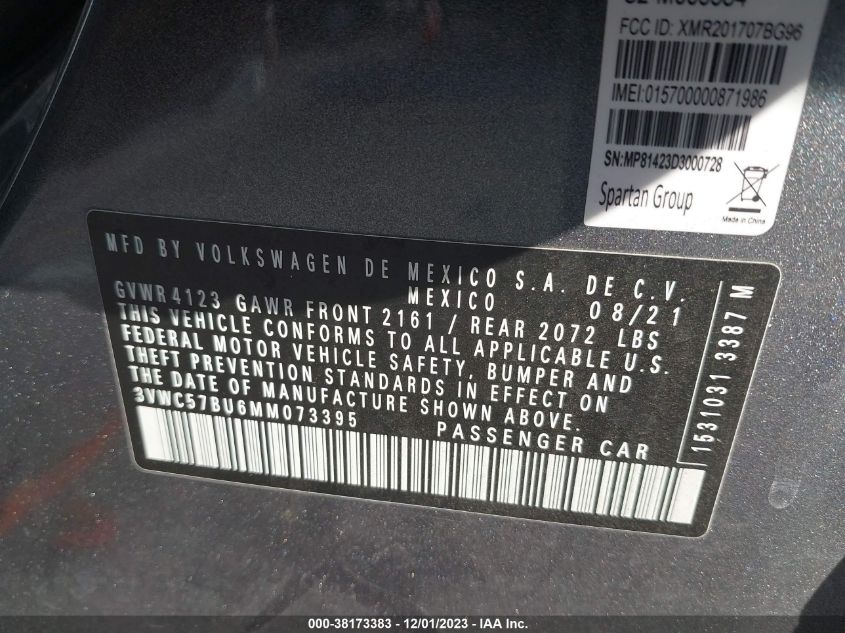 FCC ID: XMR201707BG96
IMEI:015700000871986
SN:MP81423D3000728
Spartan Group
Made in China
MFD BY VOLKSWAGEN DE MEXICO S.A. DE C.V.
MEXICO 08/21
GVWR 4123 GAWR FRONT 2161 / REAR 2072 LBS
THIS VEHICLE CONFORMS TO ALL APPLICABLE U.S.
FEDERAL MOTOR VEHICLE SAFETY, BUMPER AND
THEFT PREVENTION STANDARDS IN EFFECT ON
THE DATE OF MANUFACTURE SHOWN ABOVE.
3VWC57BU6MM073395 PASSENGER CAR
1531031 3387 M
000-38173383 - 12/01/2023 - IAA Inc.